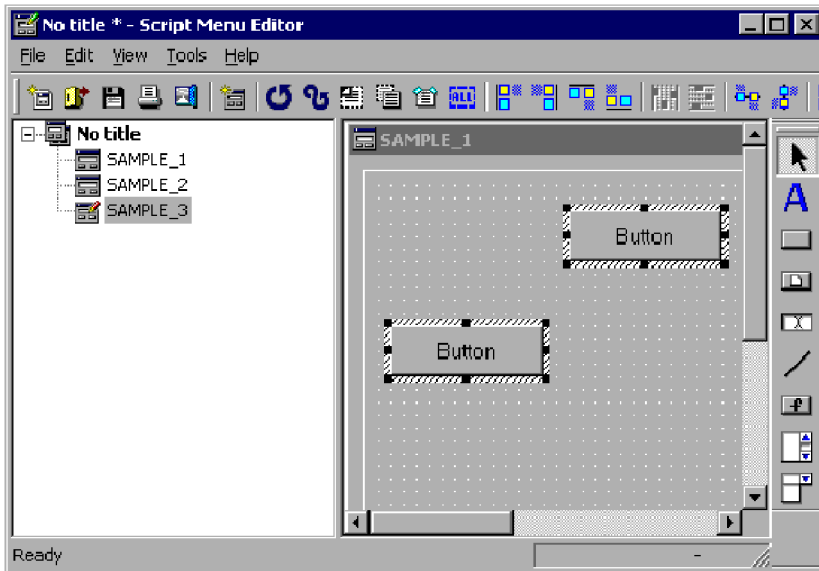 No title * - Script Menu Editor
File Edit View Tools Help
ALL
No title
SAMPLE_1
SAMPLE_2
SAMPLE_3
SAMPLE_1
A
Button
Button
Ready
-